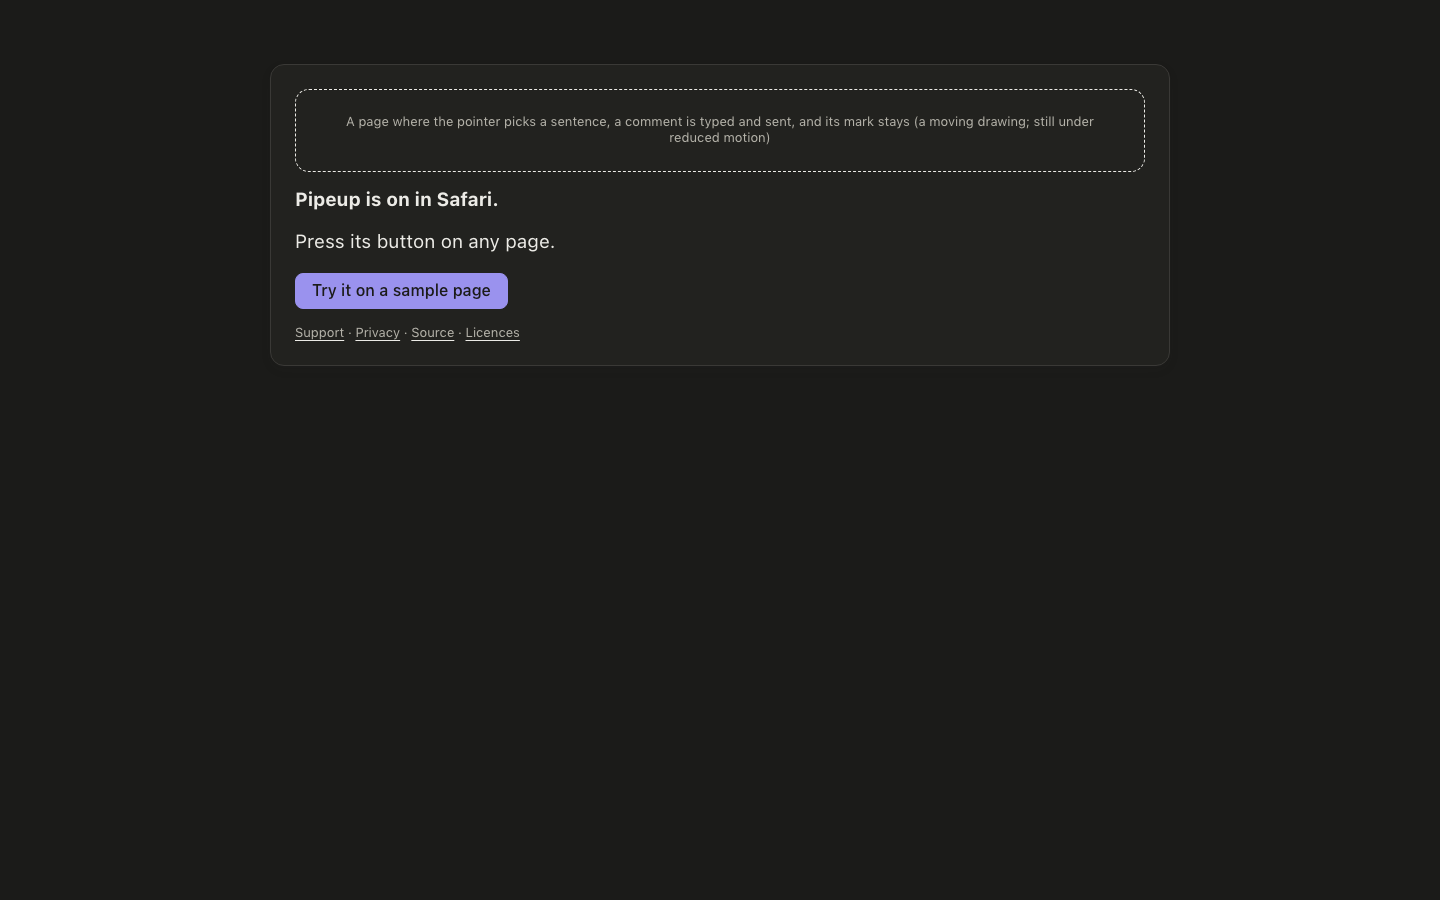 A page where the pointer picks a sentence, a comment is typed and sent, and its mark stays (a moving drawing; still under
reduced motion)
Pipeup is on in Safari.
Press its button on any page.
Try it on a sample page
Support · Privacy · Source · Licences